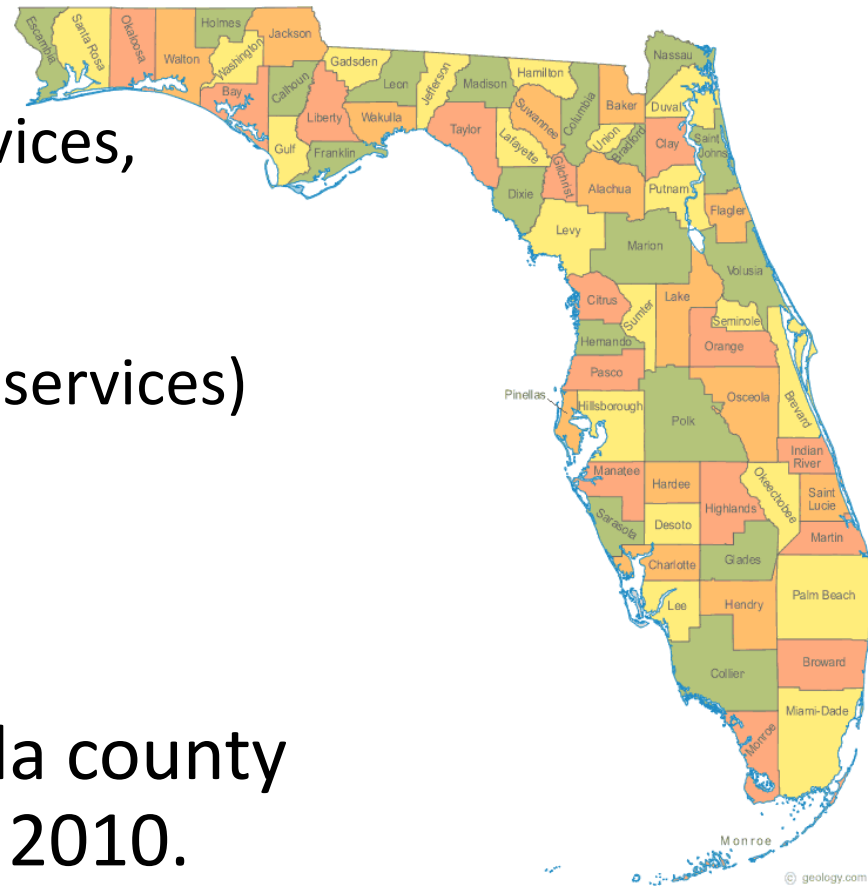 vices,
services)
da county
2010.
Escambia
Santa Rosa
Okaloosa
Walton
Holmes
Washington
Jackson
Bay
Calhoun
Gulf
Liberty
Gadsden
Franklin
Leon
Wakulla
Jefferson
Madison
Taylor
Hamilton
Suwannee
Lafayette
Dixie
Columbia
Gilchrist
Baker
Union
Bradford
Alachua
Levy
Nassau
Duval
Clay
Saint
Johns
Putnam
Flagler
Marion
Volusia
Citrus
Sumter
Lake
Seminole
Hernando
Orange
Pasco
Pinellas
Hillsborough
Polk
Osceola
Brevard
Indian
River
Manatee
Hardee
Highlands
Okeechobee
Saint
Lucie
Sarasota
Desoto
Martin
Charlotte
Glades
Lee
Hendry
Palm Beach
Collier
Broward
Monroe
Miami-Dade
Monroe
© geology.com